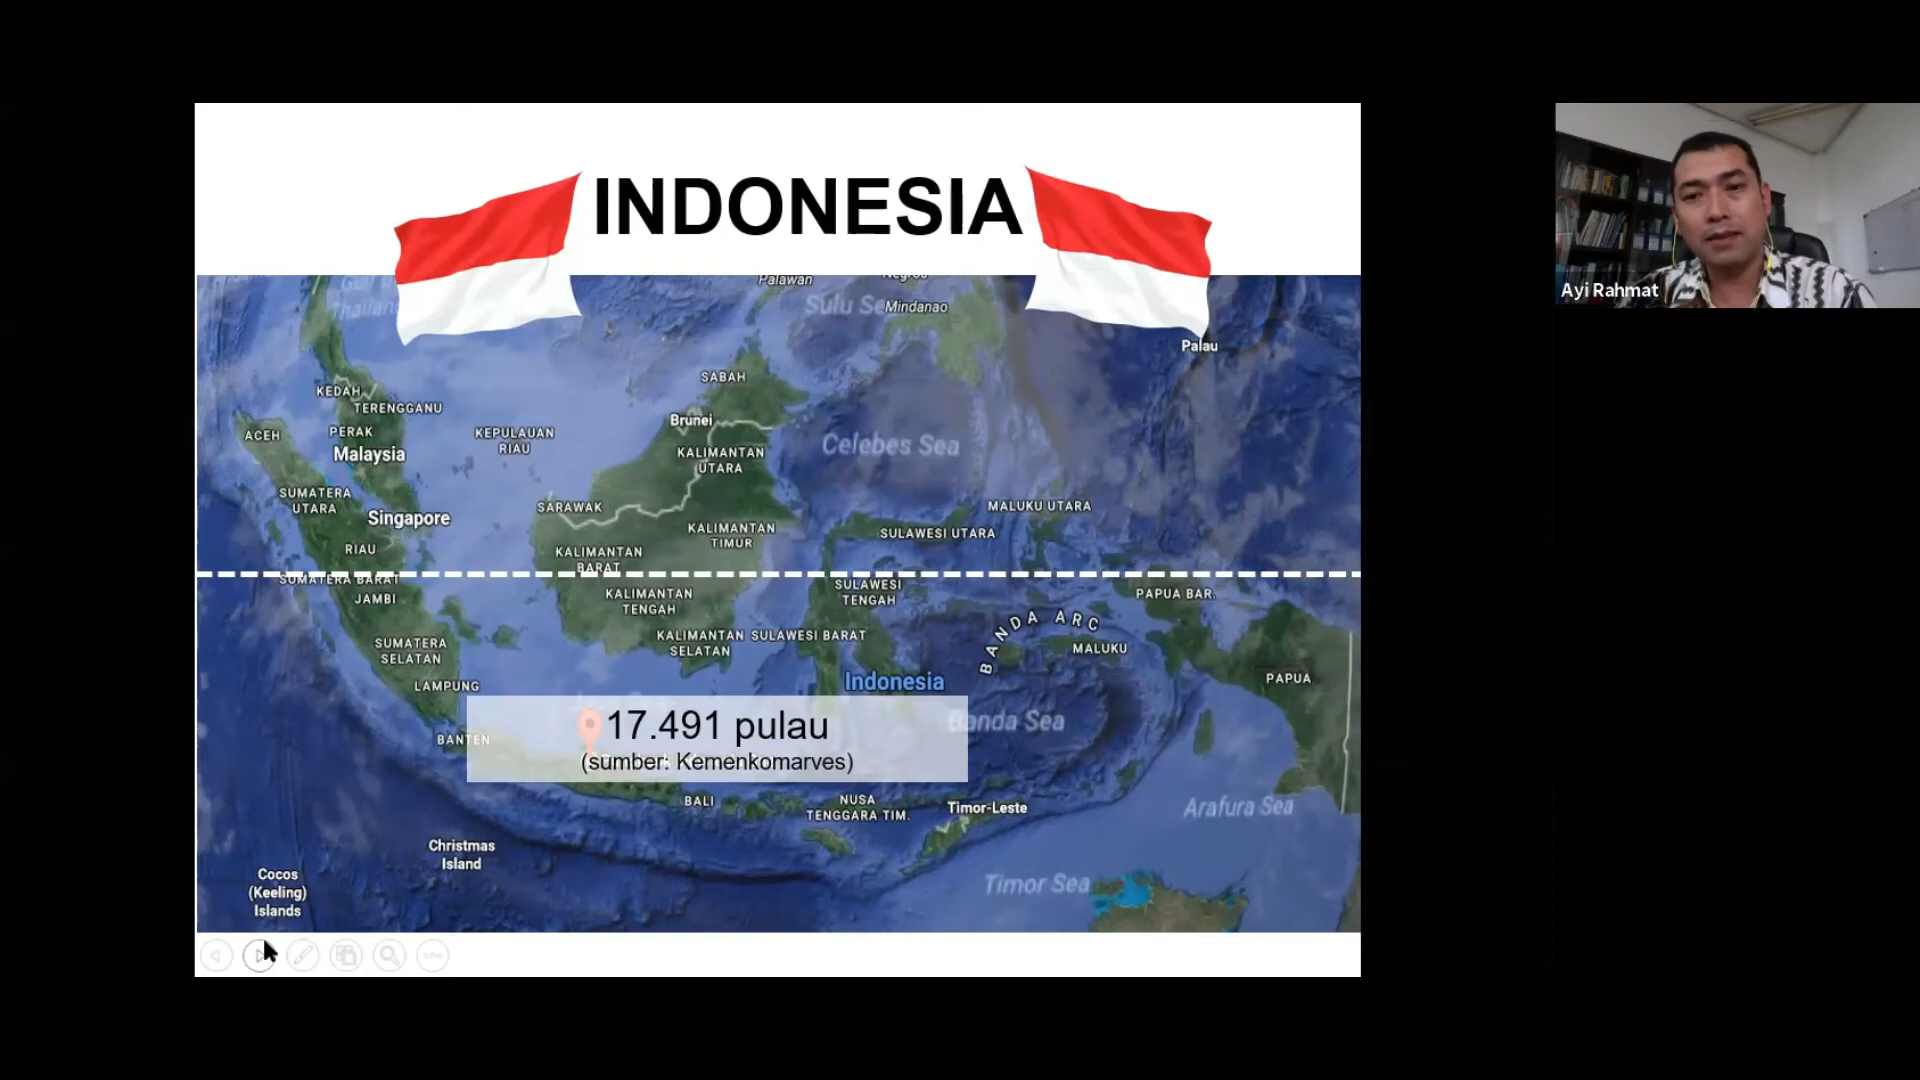 INDONESIA
Palawan
Negros
Gulf
Thailand
Sulu Se
Mindanao
Palau
SABAH
KEDAH
TERENGGANU
Brunei
ACEH
PERAK
KEPULAUAN
RIAU
Celebes Sea
Malaysia
KALIMANTAN
UTARA
SUMATERA
UTARA
SARAWAK
MALUKU UTARA
Singapore
KALIMANTAN
TIMUR
SULAWESI UTARA
RIAU
KALIMANTAN
BARAT
SUMATERA BARAT
JAMBI
KALIMANTAN
TENGAH
SULAWESI
TENGAH
PAPUA BAR.
BANDA ARC
SUMATERA
SELATAN
KALIMANTAN
SELATAN
SULAWESI BARAT
MALUKU
LAMPUNG
Indonesia
PAPUA
17.491 pulau
(sumber: Kemenkomarves)
Banda Sea
BANTEN
BALI
NUSA
TENGGARA TIM.
Timor-Leste
Arafura Sea
Christmas
Island
Cocos
(Keeling)
Islands
Timor Sea
Ayi Rahmat